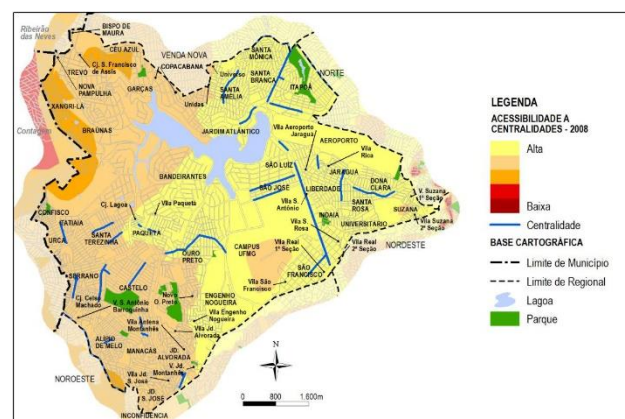 Ribeirão
das Neves
BISPO DE
MAURA
CÉU AZUL
VENDA NOVA
COPACABANA
Cj. S. Francisco
de Assis
TREVO
NOVA
PAMPULHA
GARÇAS
XANGRI-LÁ
Contagem
BRAÚNAS
SANTA
MÔNICA
Universo
SANTA
BRANCA
SANTA
AMÉLIA
Unidas
ITAPOÃ
NORTE
JARDIM ATLÂNTICO
Vila Aeroporto
Jaraguá
AEROPORTO
Vila
Rica
BANDEIRANTES
SÃO LUÍZ
JARAGUÁ
DONA
CLARA
SÃO JOSÉ
LIBERDADE
SANTA
ROSA
Vila S.
Antônio
V. Suzana
1ª Seção
SUZANA
Vila Suzana
2ª Seção
CONFISCO
Cj. Lagoa
Vila Paquetá
ITATIAIA
PAQUETÁ
URCA
SANTA
TEREZINHA
INDAIÁ
UNIVERSITÁRIO
Vila S.
Rosa
NORDESTE
OURO
PRETO
CAMPUS
UFMG
Vila Real
1ª Seção
Vila Real
2ª Seção
SERRANO
CASTELO
Vila São
Francisco
SÃO
FRANCISCO
Cj. Celso
Machado
V. S. Antônio
Barroquinha
Novo
O. Preto
ENGENHO
NOGUEIRA
Vila Antena
Montanhês
Vila Engenho
Nogueira
ALÍPIO
DE MELO
MANACÁS
JD.
ALVORADA
Vila Jd.
Alvorada
V. Jd.
Montanhês
Vila Jd.
S. José
JD.
S. JOSÉ
NOROESTE
INCONFIDÊNCIA
N
0 800 1.600m
LEGENDA
ACESSIBILIDADE A
CENTRALIDADES - 2008
Alta
Baixa
Centralidade
BASE CARTOGRÁFICA
Limite de Município
Limite de Regional
Lagoa
Parque